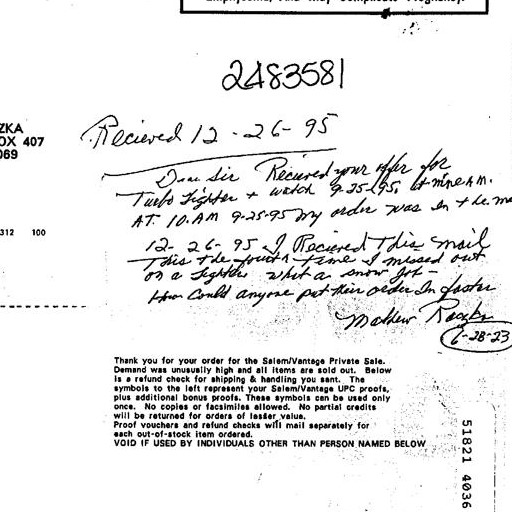 Emphysema, And May Complicate Pregnancy.
2483581
ZKA
OX 407
069
Recieved 12-26-95
Dear Sir Recieved your offer for
Turbo Lighter + watch 9-25-95, at nine A.M.
AT 10.AM 9-25-95 my order was in the
312 100
12-26-95 I Recieved This mail
This the fourth time I missed out
on a Lighter what a snow Job-
How Could anyone put their order In faster
Mathew
6-28-23
Thank you for your order for the Salem/Vantage Private Sale.
Demand was unusually high and all items are sold out. Below
is a refund check for shipping & handling you sant. The
symbols to the left represent your Salem/Vantage UPC proofs,
plus additional bonus proofs. These symbols can be used only
once. No copies or facsimiles allowed. No partial credits
will be returned for orders of lesser value.
Proof vouchers and refund checks will mail separately for
each out-of-stock item ordered.
VOID IF USED BY INDIVIDUALS OTHER THAN PERSON NAMED BELOW
51821 4036